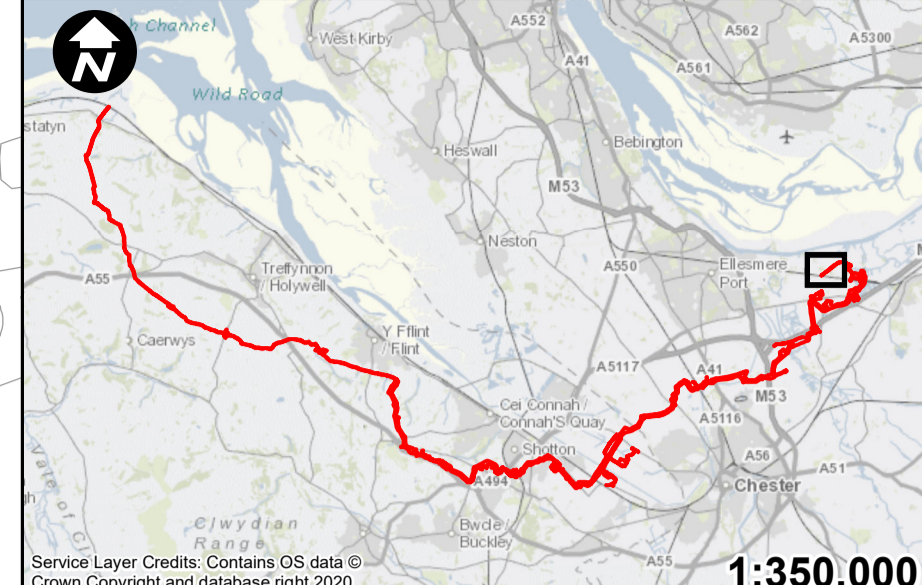 N
h Channel
A552
A562
A5300
West Kirby
A41
A561
Wild Road
statyn
Bebington
Heswall
M53
Neston
A550
Ellesmere
Port
Treffynnon
/ Holywell
A55
Y Fflint
/ Flint
Caerwys
A5117
A41
M53
Cei Connah /
Connah'S Quay
A5116
Shotton
A56
A51
A494
Chester
Clwydian
Range
Bwcle /
Buckley
A55
Service Layer Credits: Contains OS data ©
Crown Copyright and database right 2020
1:350,000